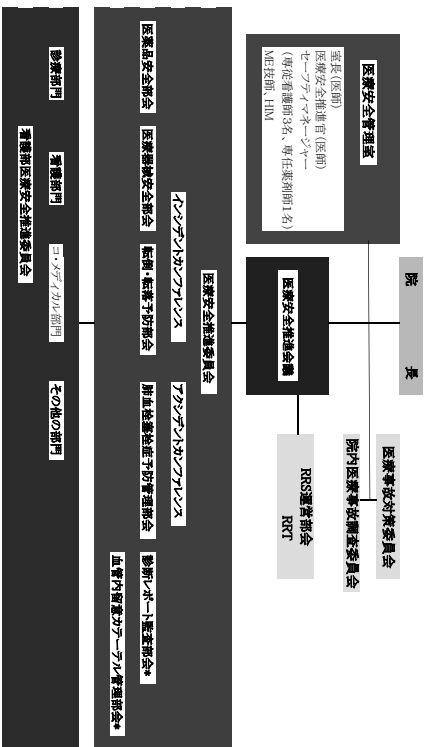 院　長
医療安全管理室
室長（医師）
医療安全推進官（医師）
セーフティマネージャー
（専従看護師3名、専任薬剤師1名）
ME技師、HIM
医療事故対策委員会
院内医療事故調査委員会
医療安全推進会議
RRS運営部会
RRT
医療安全推進委員会
インシデントカンファレンス
アクシデントカンファレンス
医薬品安全部会
医療器械安全部会
転倒・転落予防部会
肺血栓塞栓症予防管理部会
診断レポート監査部会*
血管内留意カテーテル管理部会*
診療部門
看護部門
コ・メディカル部門
その他の部門
看護部医療安全推進委員会